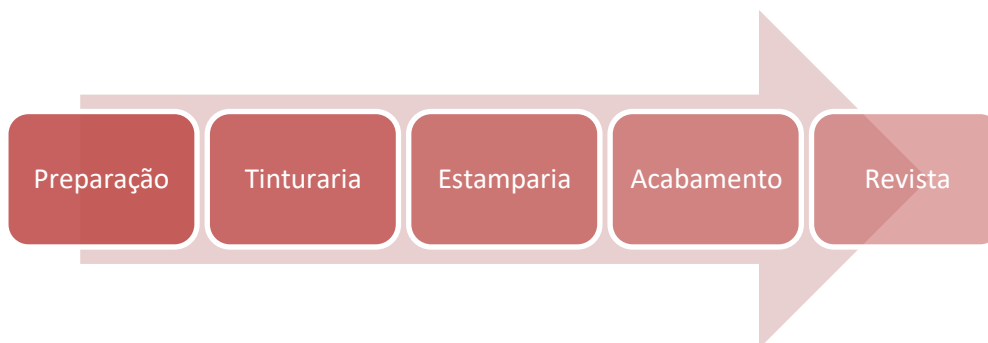 Preparação
Tinturaria
Estamparia
Acabamento
Revista